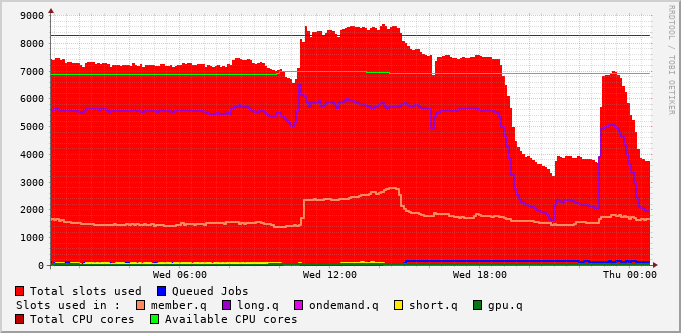 9000
8000
7000
6000
5000
4000
3000
2000
1000
0
Wed 06:00 Wed 12:00 Wed 18:00 Thu 00:00
RRDTOOL / TOBI OETIKER
Total slots used Queued Jobs
Slots used in : member.q long.q ondemand.q short.q gpu.q
Total CPU cores Available CPU cores